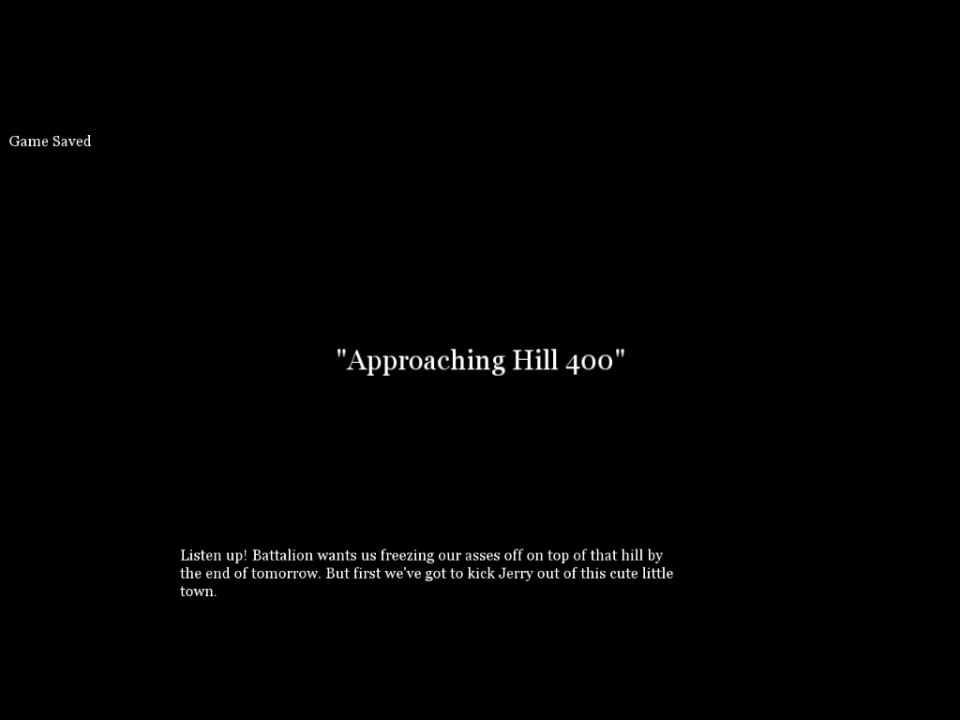 Game Saved
"Approaching Hill 400"
Listen up! Battalion wants us freezing our asses off on top of that hill by
the end of tomorrow. But first we've got to kick Jerry out of this cute little
town.